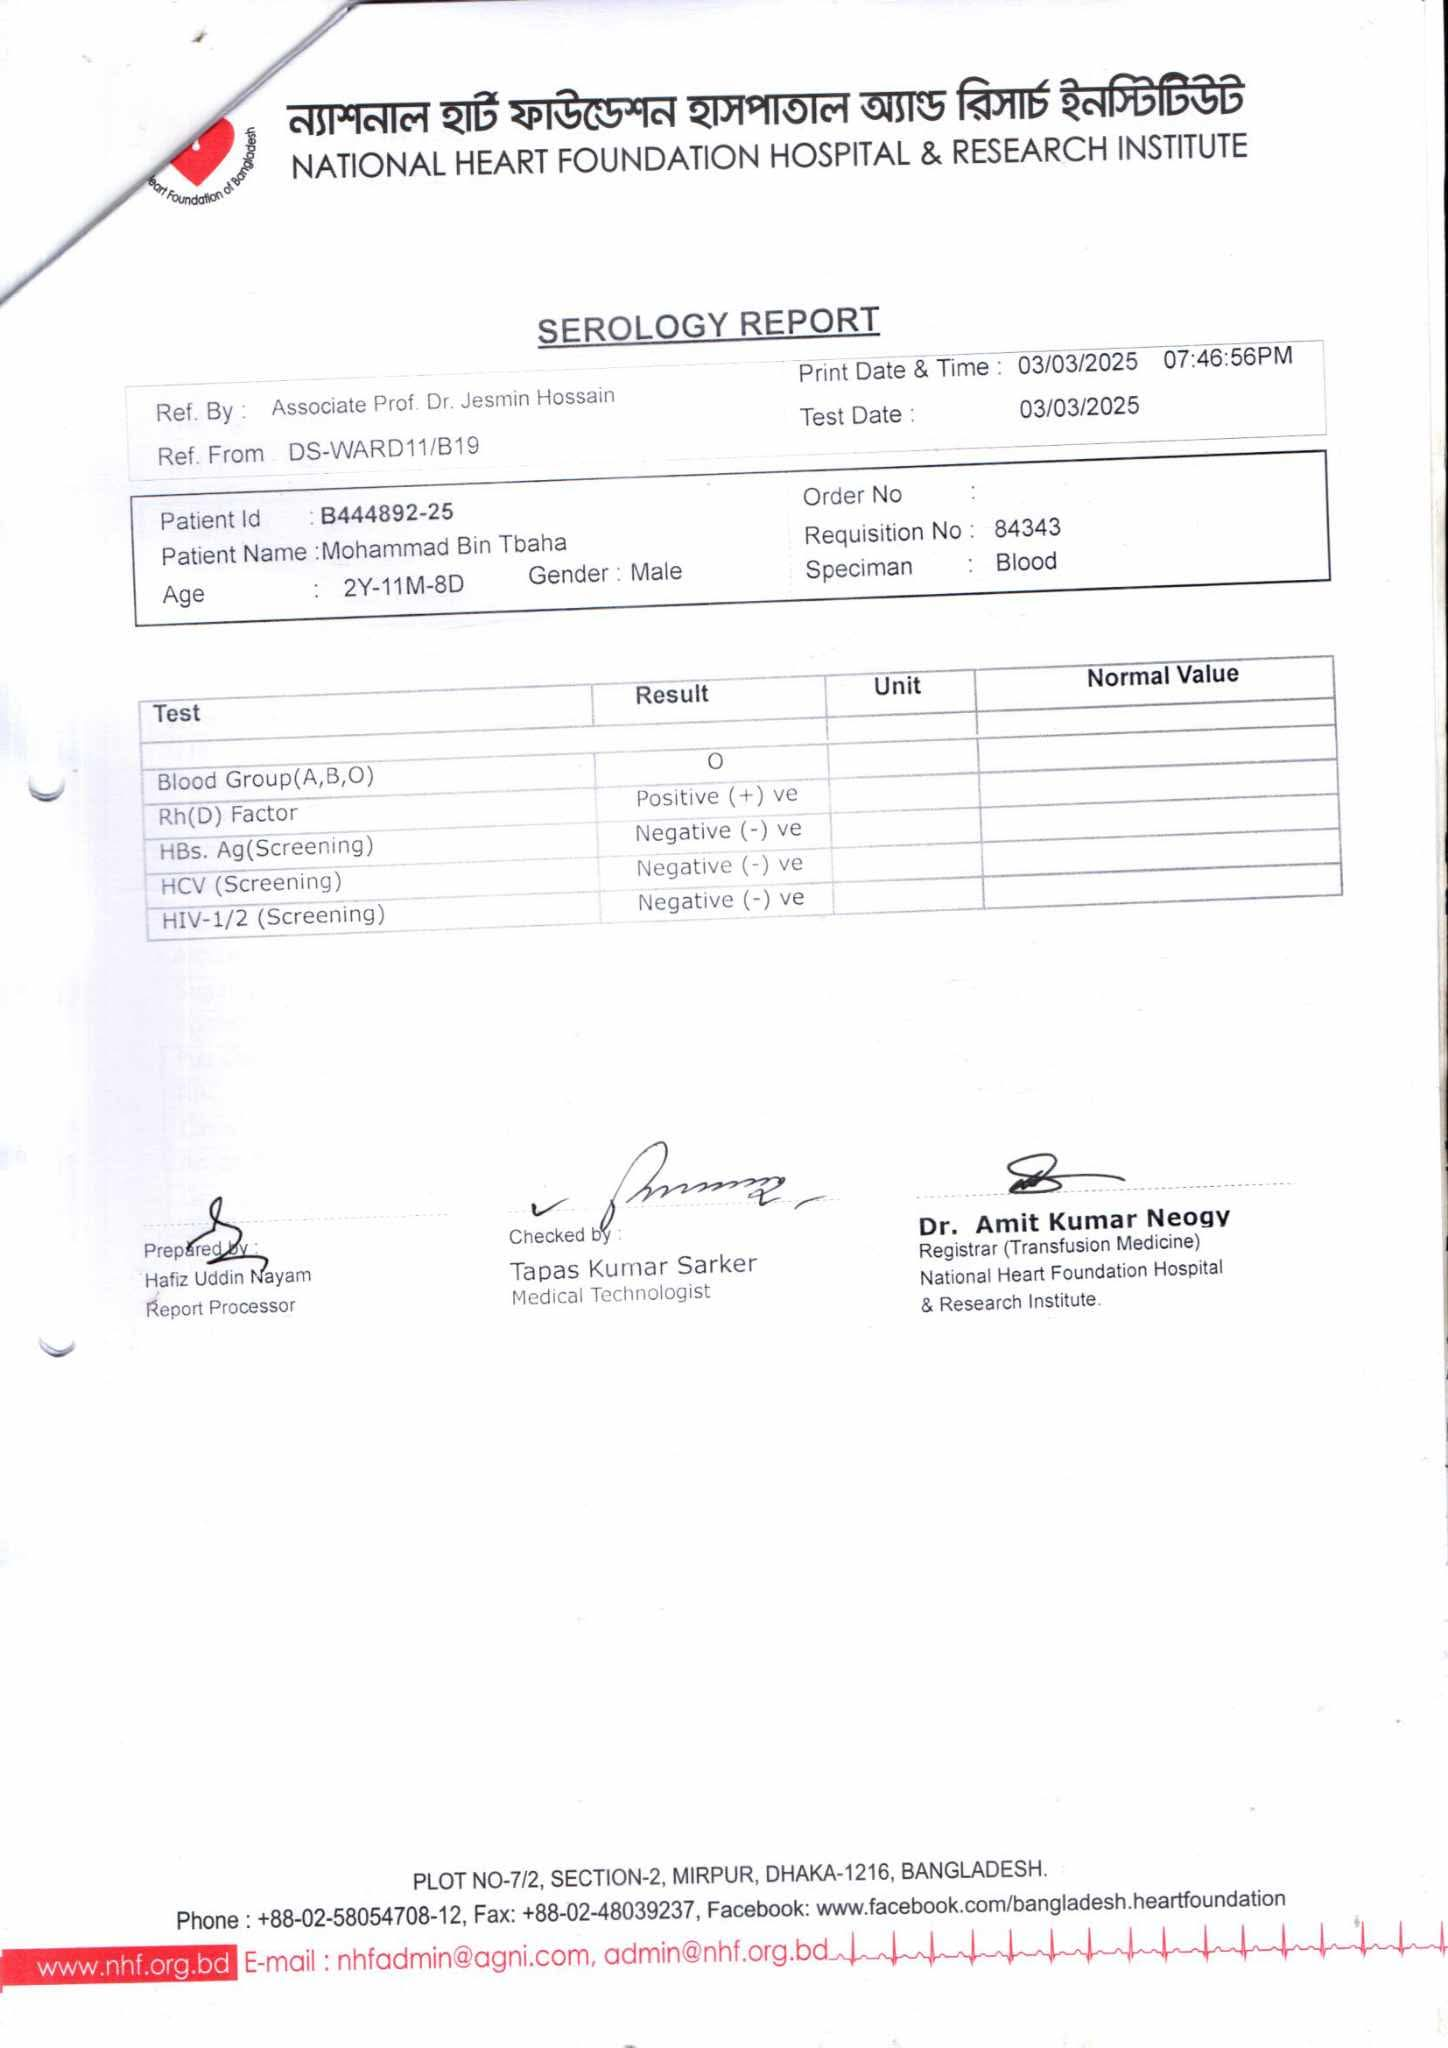 ন্যাশনাল হার্ট ফাউন্ডেশন হাসপাতাল অ্যান্ড রিসার্চ ইনস্টিটিউট
NATIONAL HEART FOUNDATION HOSPITAL & RESEARCH INSTITUTE
Heart Foundation of Bangladesh
SEROLOGY REPORT
Ref. By : Associate Prof. Dr. Jesmin Hossain Print Date & Time : 03/03/2025 07:46:56PM
Ref. From DS-WARD11/B19 Test Date : 03/03/2025
Patient Id : B444892-25 Order No :
Patient Name :Mohammad Bin Tbaha Requisition No : 84343
Age : 2Y-11M-8D Gender : Male Speciman : Blood
Test Result Unit Normal Value
Blood Group(A,B,O) O
Rh(D) Factor Positive (+) ve
HBs. Ag(Screening) Negative (-) ve
HCV (Screening) Negative (-) ve
HIV-1/2 (Screening) Negative (-) ve
Prepared by :
Hafiz Uddin Nayam
Report Processor
Checked by :
Tapas Kumar Sarker
Medical Technologist
Dr. Amit Kumar Neogy
Registrar (Transfusion Medicine)
National Heart Foundation Hospital
& Research Institute.
PLOT NO-7/2, SECTION-2, MIRPUR, DHAKA-1216, BANGLADESH.
Phone : +88-02-58054708-12, Fax: +88-02-48039237, Facebook: www.facebook.com/bangladesh.heartfoundation
www.nhf.org.bd E-mail : nhfadmin@agni.com, admin@nhf.org.bd